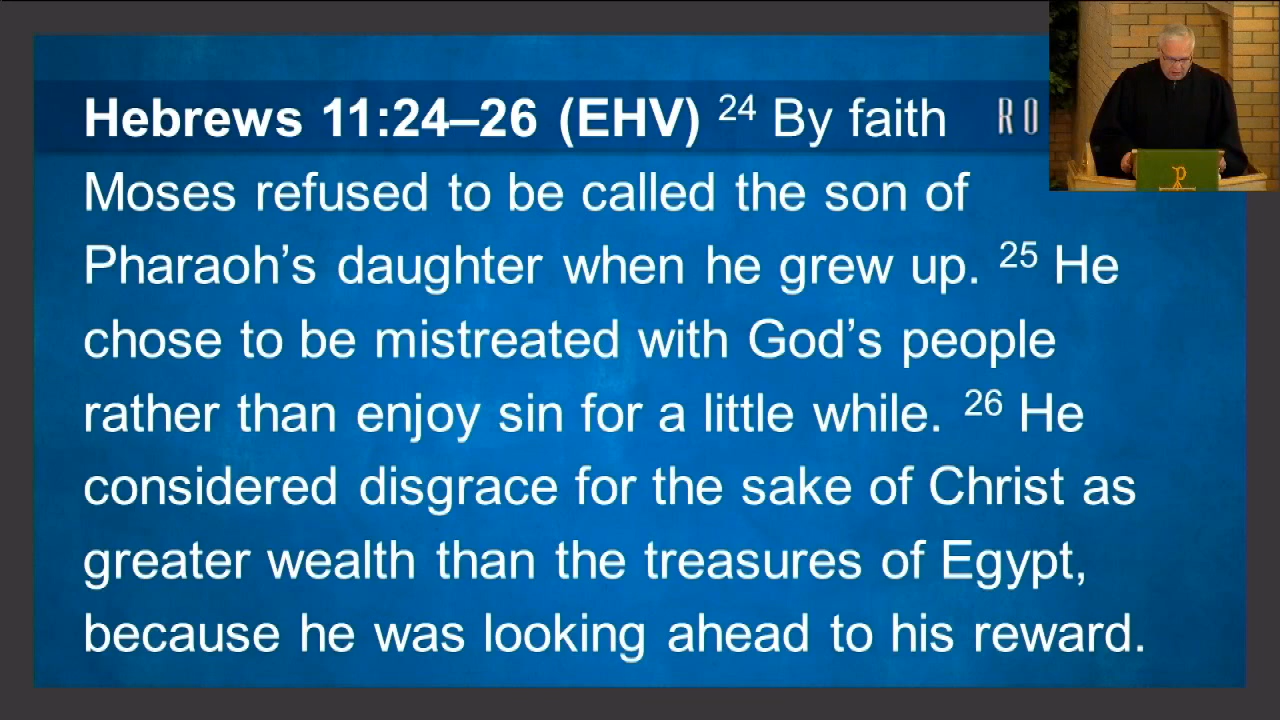 Hebrews 11:24–26 (EHV) 24 By faith
RO
Moses refused to be called the son of
Pharaoh’s daughter when he grew up. 25 He
chose to be mistreated with God’s people
rather than enjoy sin for a little while. 26 He
considered disgrace for the sake of Christ as
greater wealth than the treasures of Egypt,
because he was looking ahead to his reward.